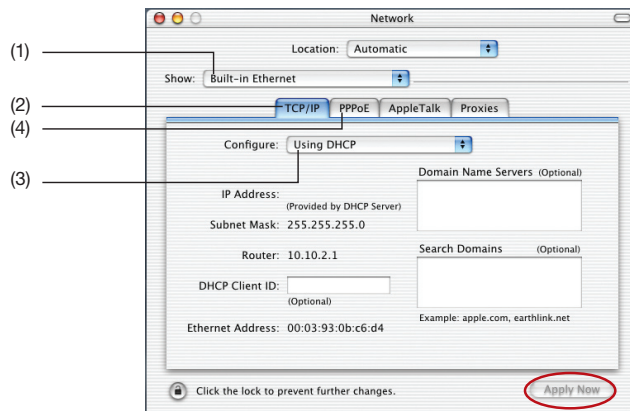 Network
Location: Automatic
(1)
Show: Built-in Ethernet
(2)
TCP/IP PPPoE AppleTalk Proxies
(4)
Configure: Using DHCP
(3)
Domain Name Servers (Optional)
IP Address:
(Provided by DHCP Server)
Subnet Mask: 255.255.255.0
Router: 10.10.2.1
Search Domains (Optional)
DHCP Client ID:
(Optional)
Example: apple.com, earthlink.net
Ethernet Address: 00:03:93:0b:c6:d4
Click the lock to prevent further changes.
Apply Now